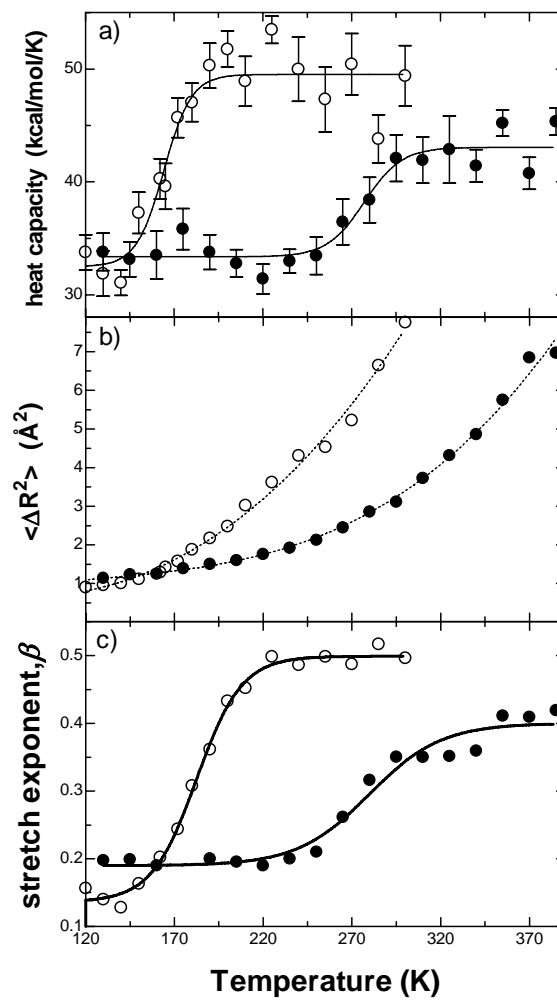 a)
heat capacity (kcal/mol/K)
50
40
30
b)
<ΔR²> (Å²)
7
6
5
4
3
2
1
c)
stretch exponent,β
0.5
0.4
0.3
0.2
0.1
120 170 220 270 320 370
Temperature (K)